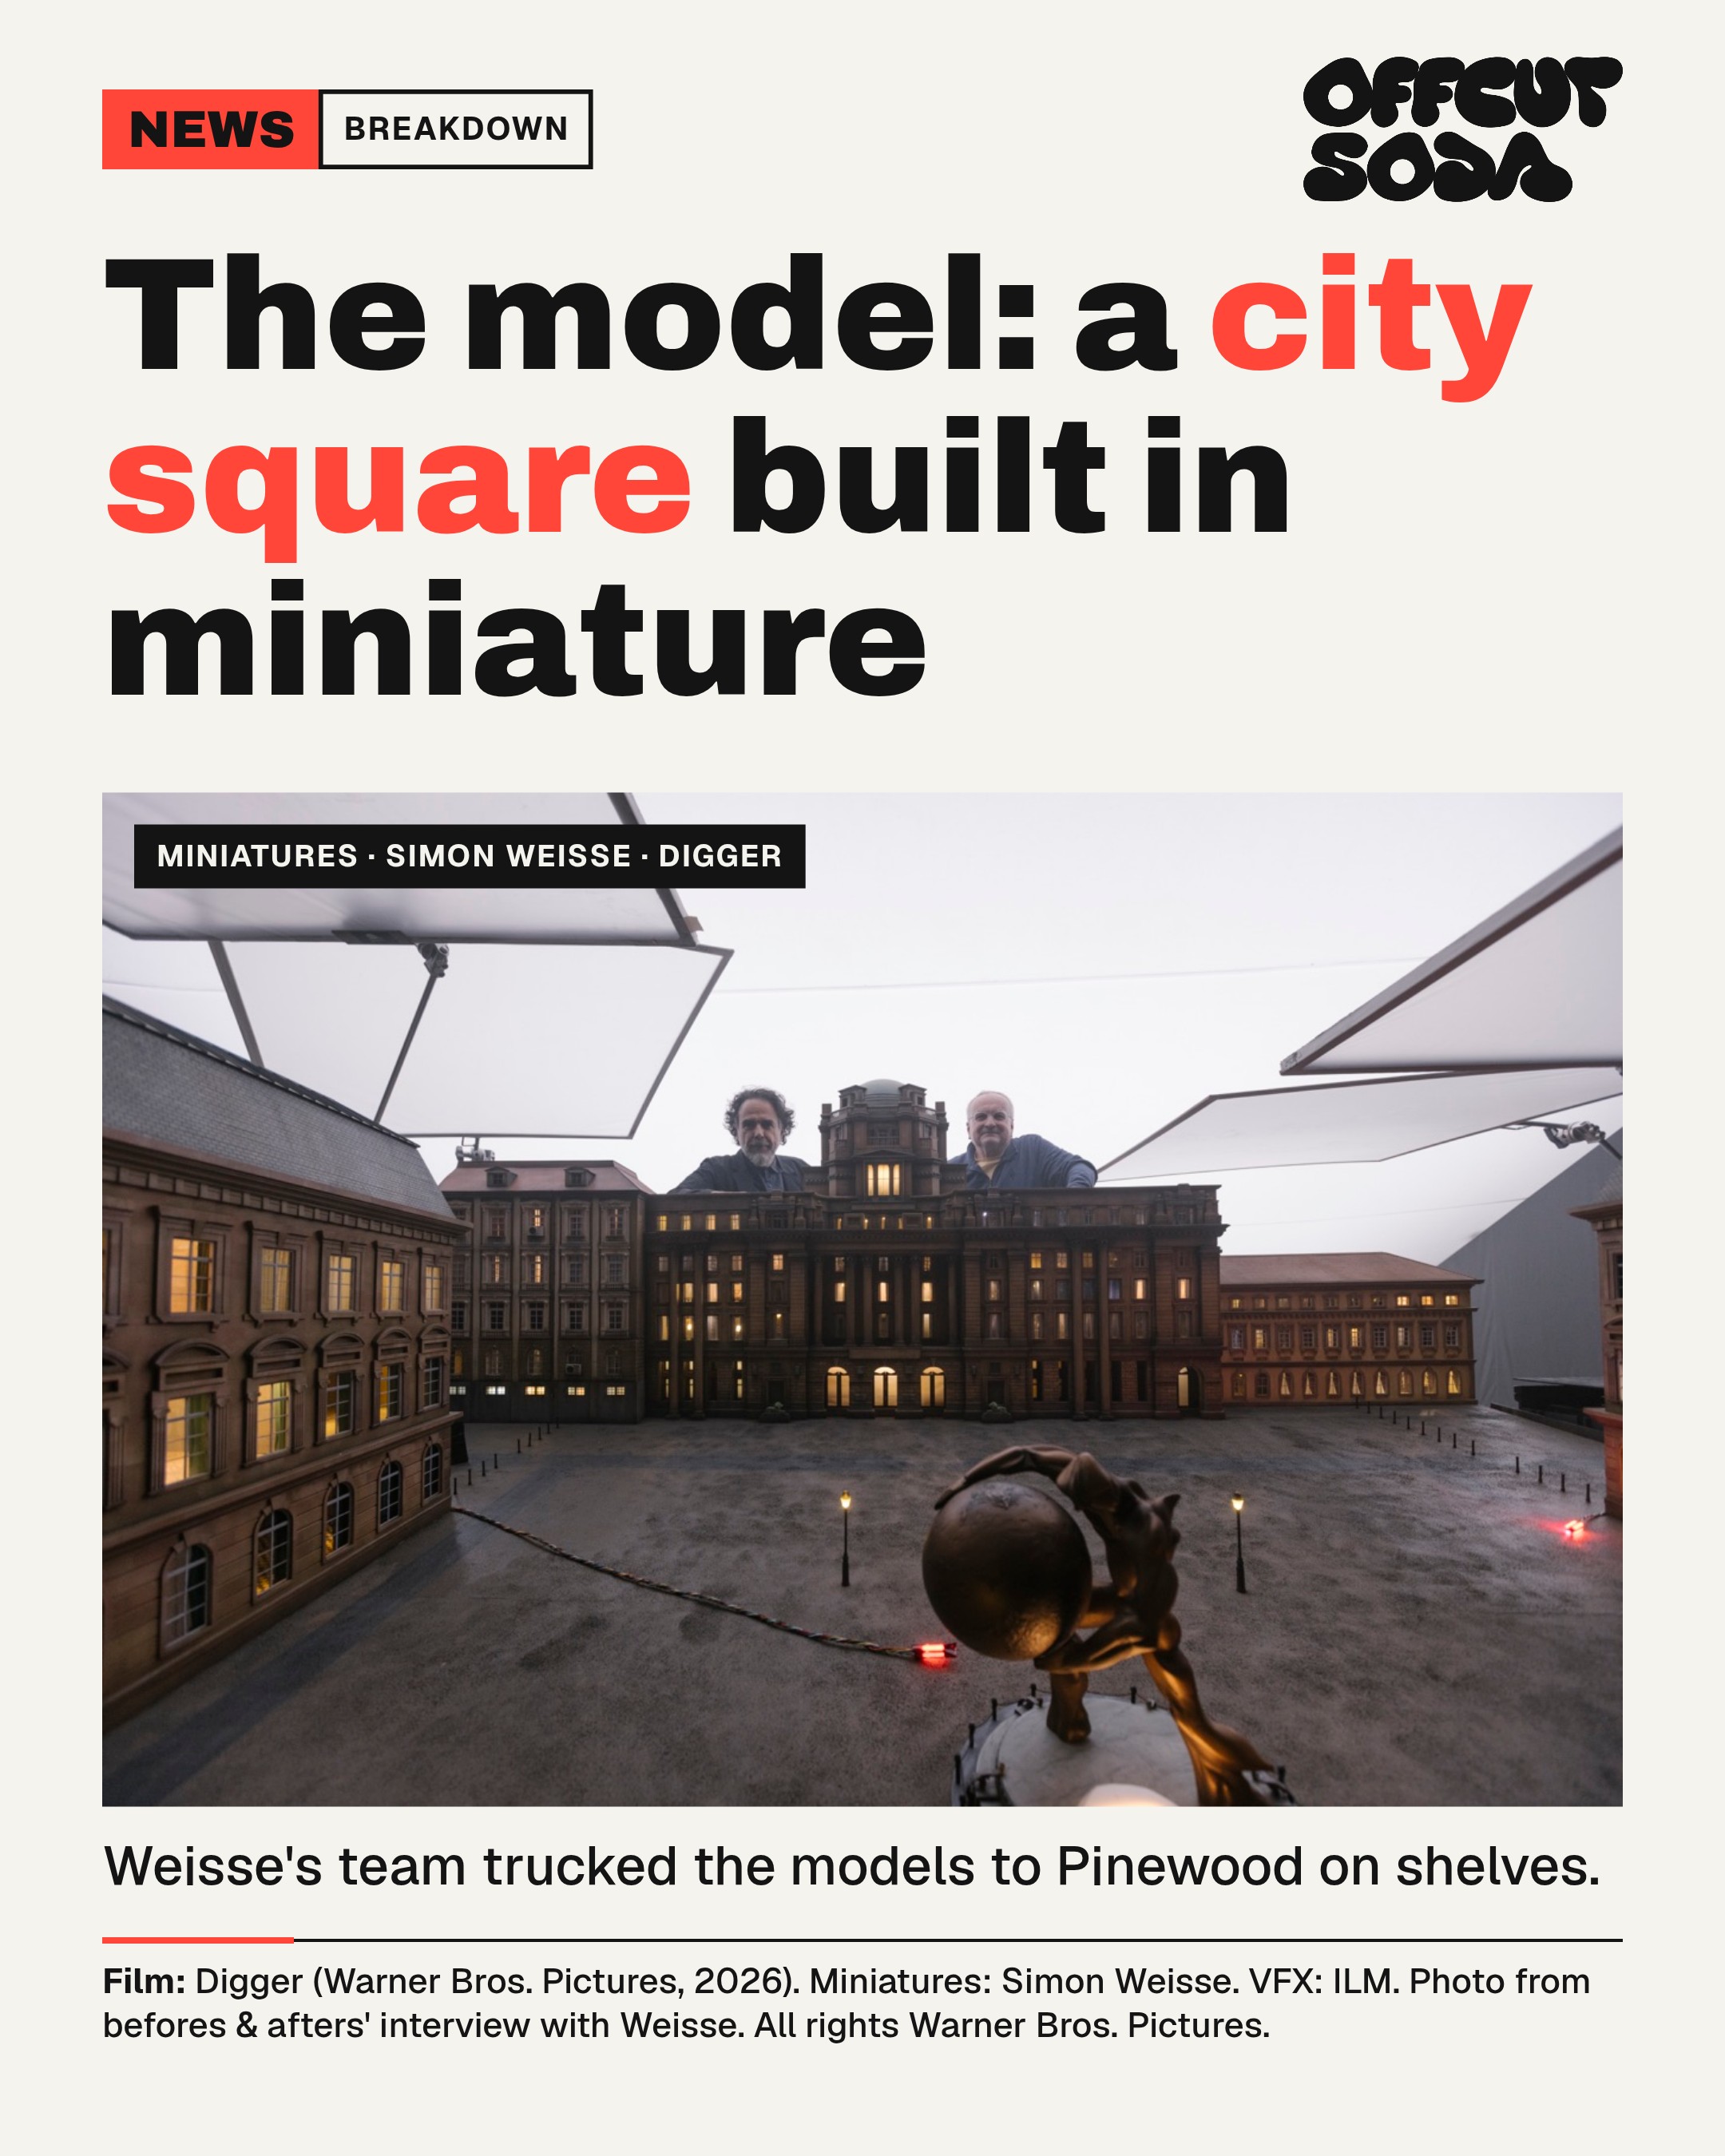 NEWS
BREAKDOWN
OFFCUT
SODA
The model: a city
square built in
miniature
MINIATURES · SIMON WEISSE · DIGGER
Weisse's team trucked the models to Pinewood on shelves.
Film: Digger (Warner Bros. Pictures, 2026). Miniatures: Simon Weisse. VFX: ILM. Photo from
befores & afters' interview with Weisse. All rights Warner Bros. Pictures.